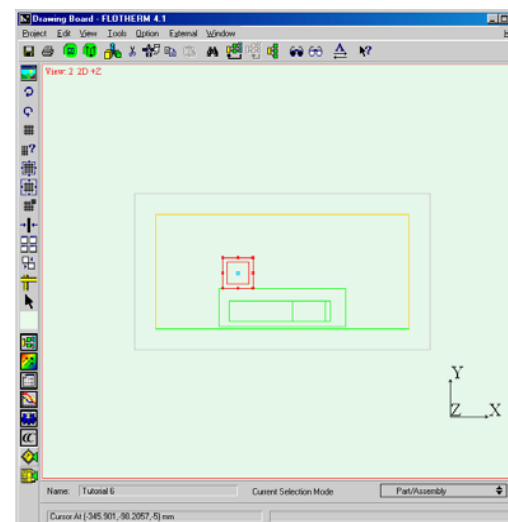 Drawing Board - FLOTHERM 4.1
Project Edit View Tools Option External Window
View: 2 2D +Z
Y
Z X
Name: Tutorial 6 Current Selection Mode Part/Assembly
Cursor At (-345.901,-90.2057,-5) mm